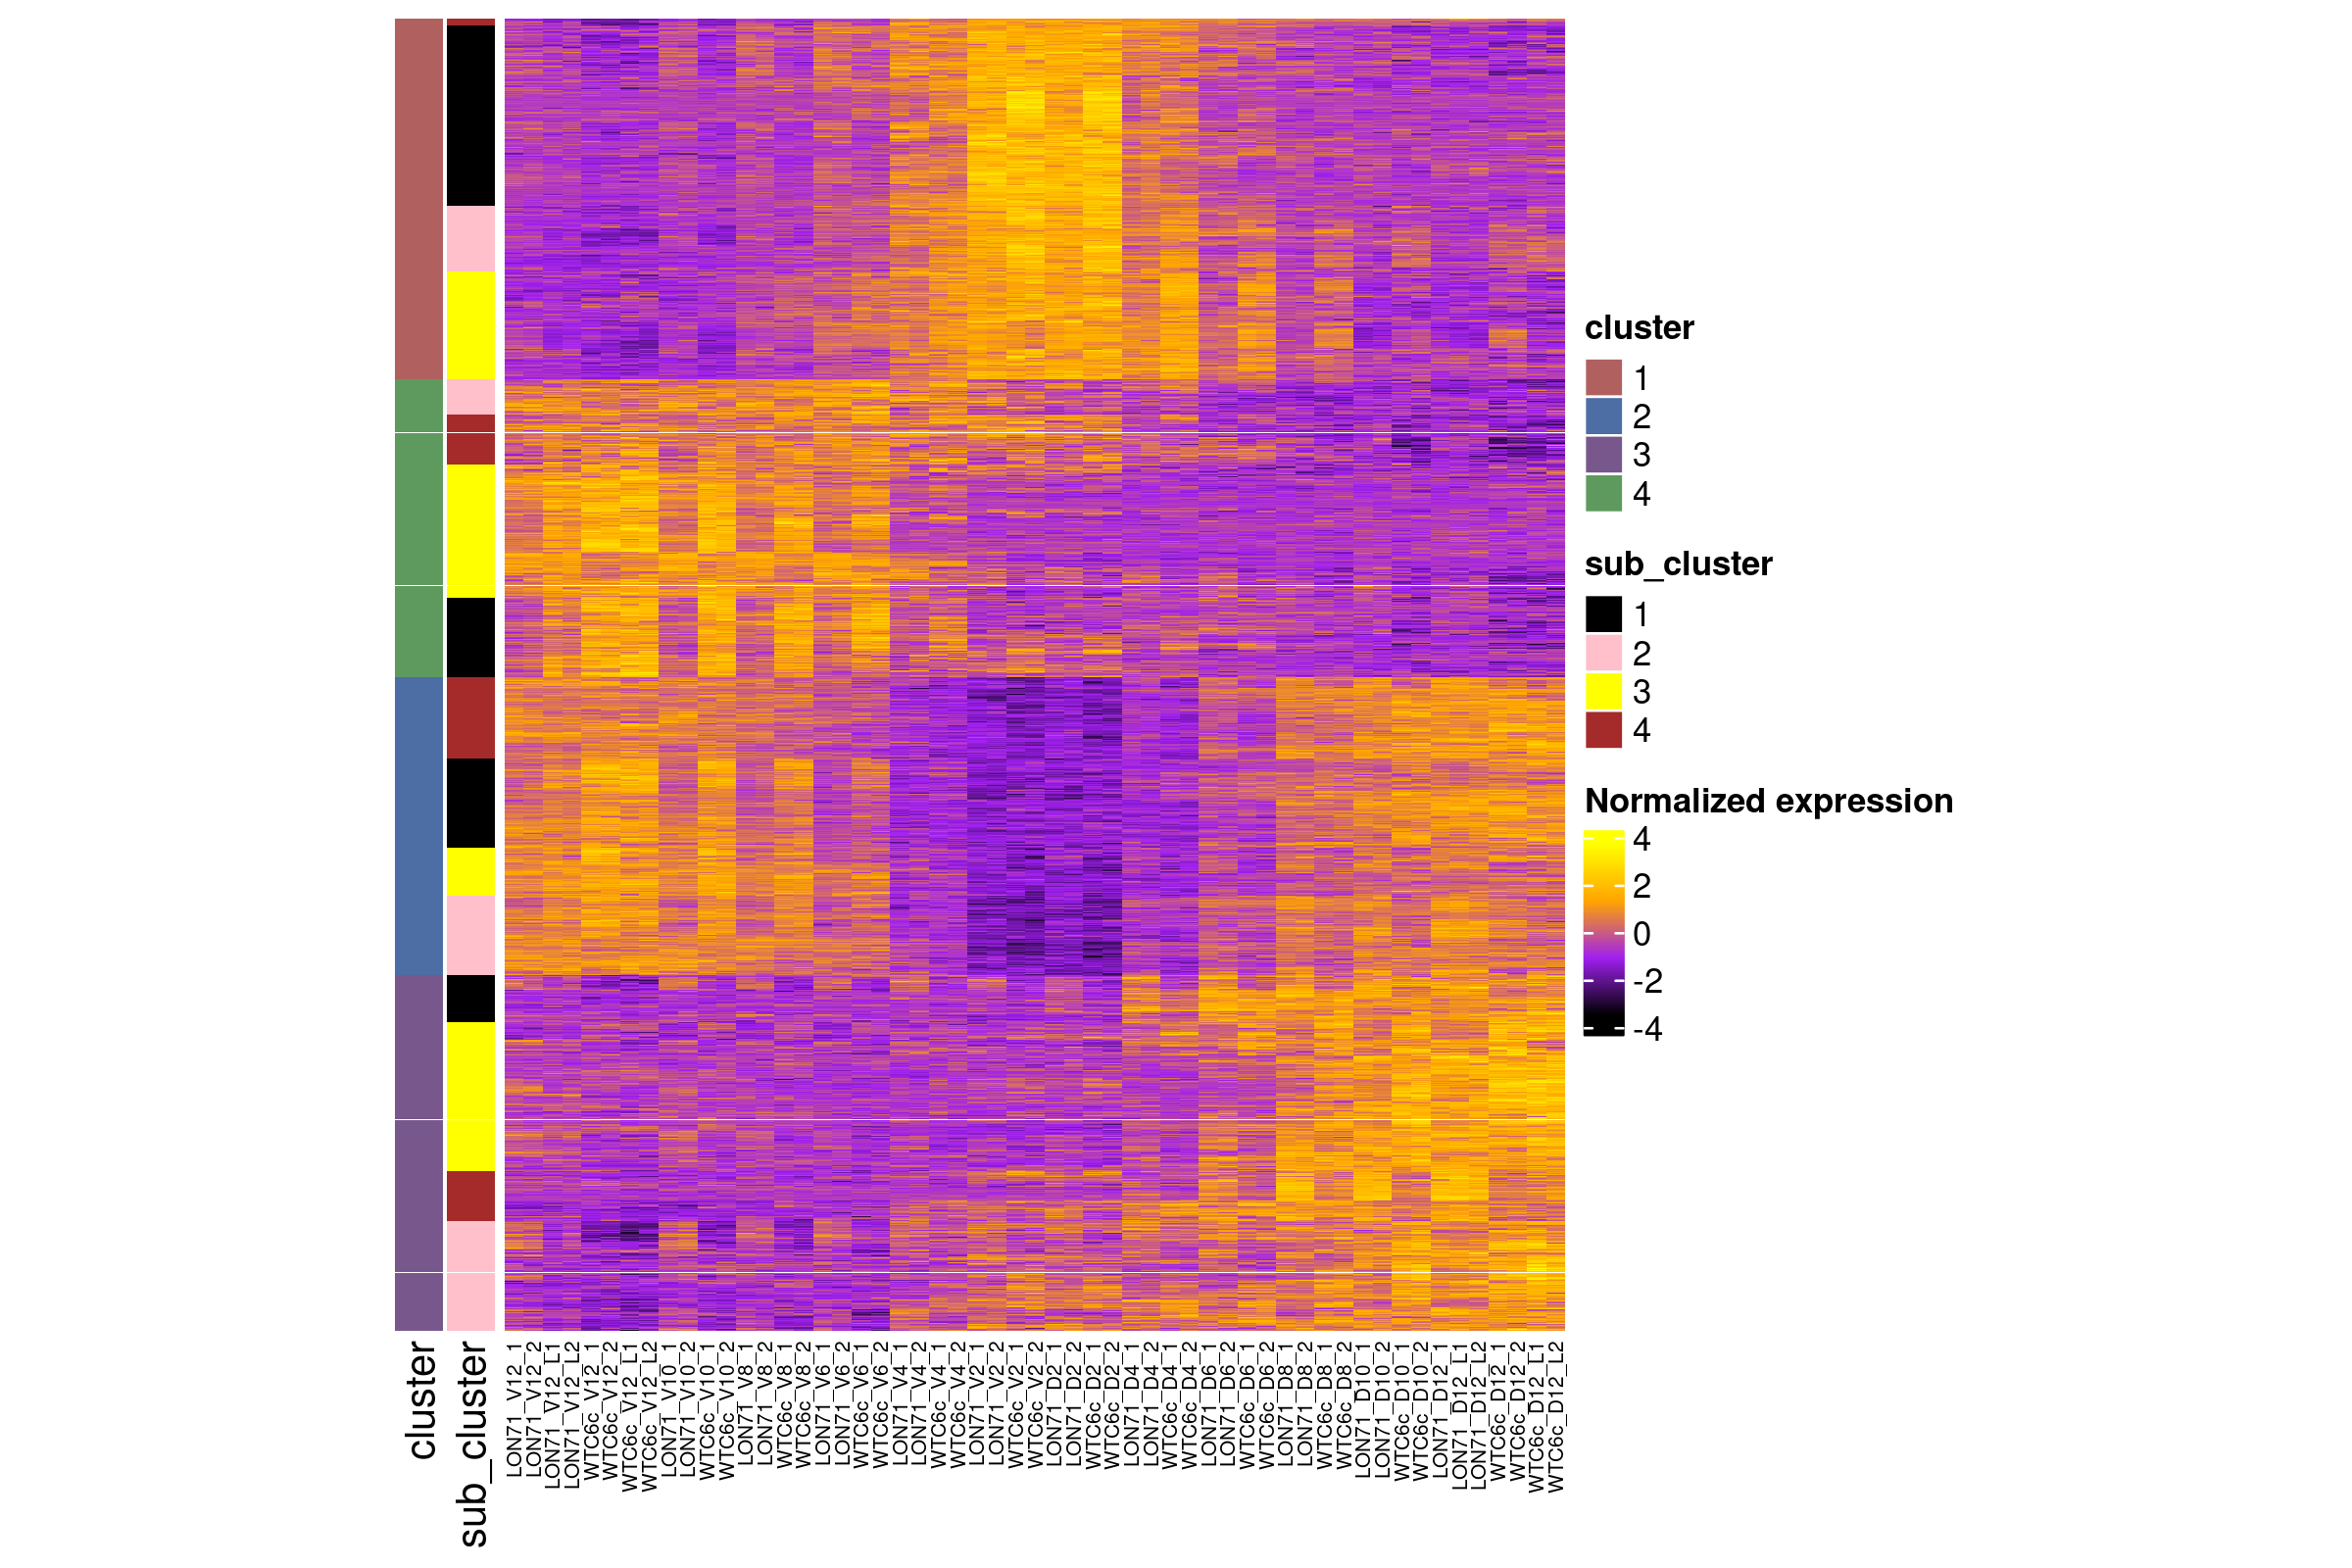 cluster
1
2
3
4
sub_cluster
1
2
3
4
Normalized expression
4
2
0
-2
-4
cluster
sub_cluster
LON71_V12_1
LON71_V12_2
LON71_V12_L1
LON71_V12_L2
WTC6c_V12_1
WTC6c_V12_2
WTC6c_V12_L1
WTC6c_V12_L2
LON71_V10_1
LON71_V10_2
WTC6c_V10_1
WTC6c_V10_2
LON71_V8_1
LON71_V8_2
WTC6c_V8_1
WTC6c_V8_2
LON71_V6_1
LON71_V6_2
WTC6c_V6_1
WTC6c_V6_2
LON71_V4_1
LON71_V4_2
WTC6c_V4_1
WTC6c_V4_2
LON71_V2_1
LON71_V2_2
WTC6c_V2_1
WTC6c_V2_2
LON71_D2_1
LON71_D2_2
WTC6c_D2_1
WTC6c_D2_2
LON71_D4_1
LON71_D4_2
WTC6c_D4_1
WTC6c_D4_2
LON71_D6_1
LON71_D6_2
WTC6c_D6_1
WTC6c_D6_2
LON71_D8_1
LON71_D8_2
WTC6c_D8_1
WTC6c_D8_2
LON71_D10_1
LON71_D10_2
WTC6c_D10_1
WTC6c_D10_2
LON71_D12_1
LON71_D12_L1
LON71_D12_L2
WTC6c_D12_1
WTC6c_D12_2
WTC6c_D12_L1
WTC6c_D12_L2